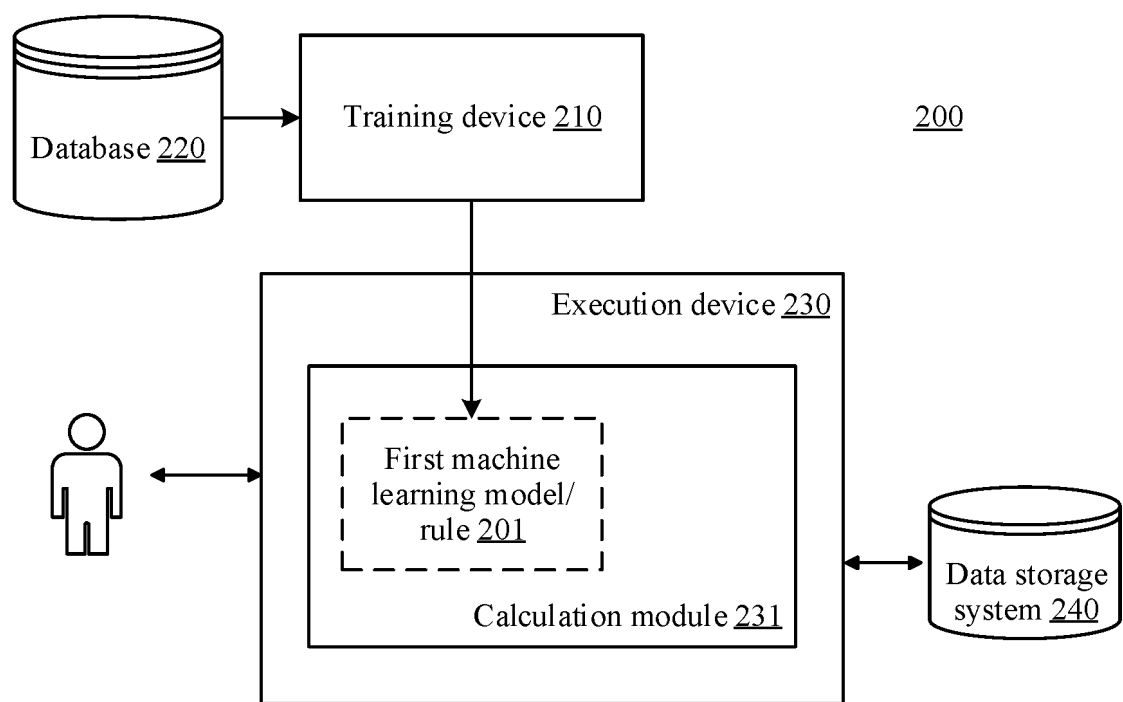 Training device 210
200
Database 220
Execution device 230
First machine
learning model/
rule 201
Data storage
system 240
Calculation module 231